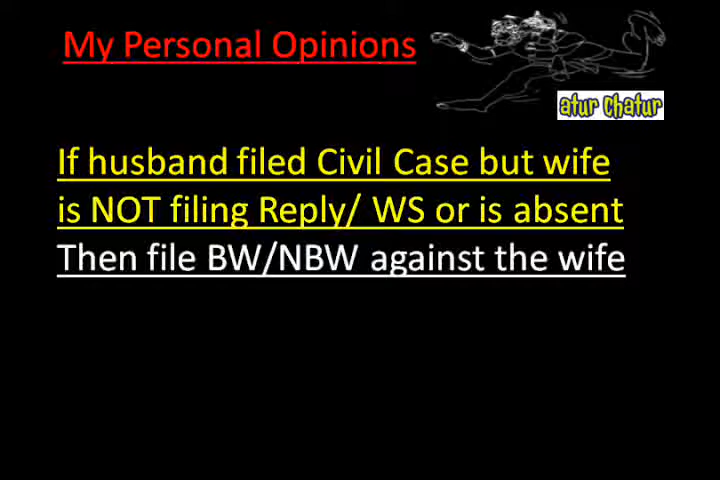 My Personal Opinions
atur chatur
If husband filed Civil Case but wife
is NOT filing Reply/ WS or is absent
Then file BW/NBW against the wife